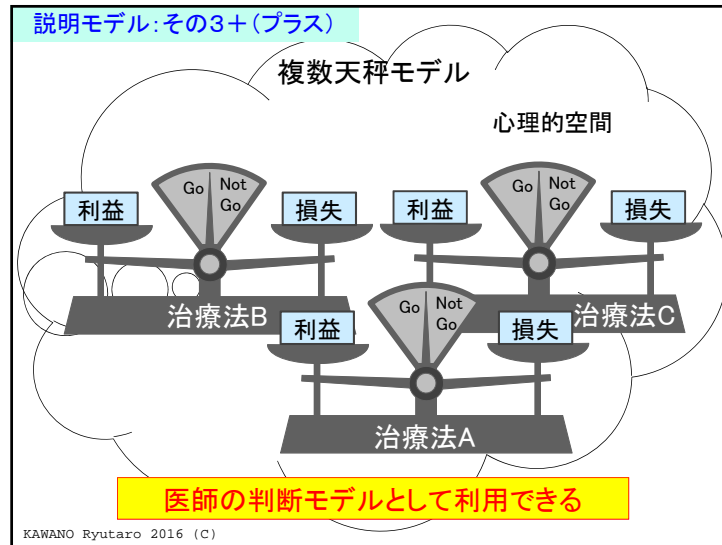 説明モデル:その3+(プラス)
複数天秤モデル
心理的空間
利益
Go
Not
Go
損失
治療法B
利益
Go
Not
Go
損失
治療法C
利益
Go
Not
Go
損失
治療法A
医師の判断モデルとして利用できる
KAWANO Ryutaro 2016 (C)